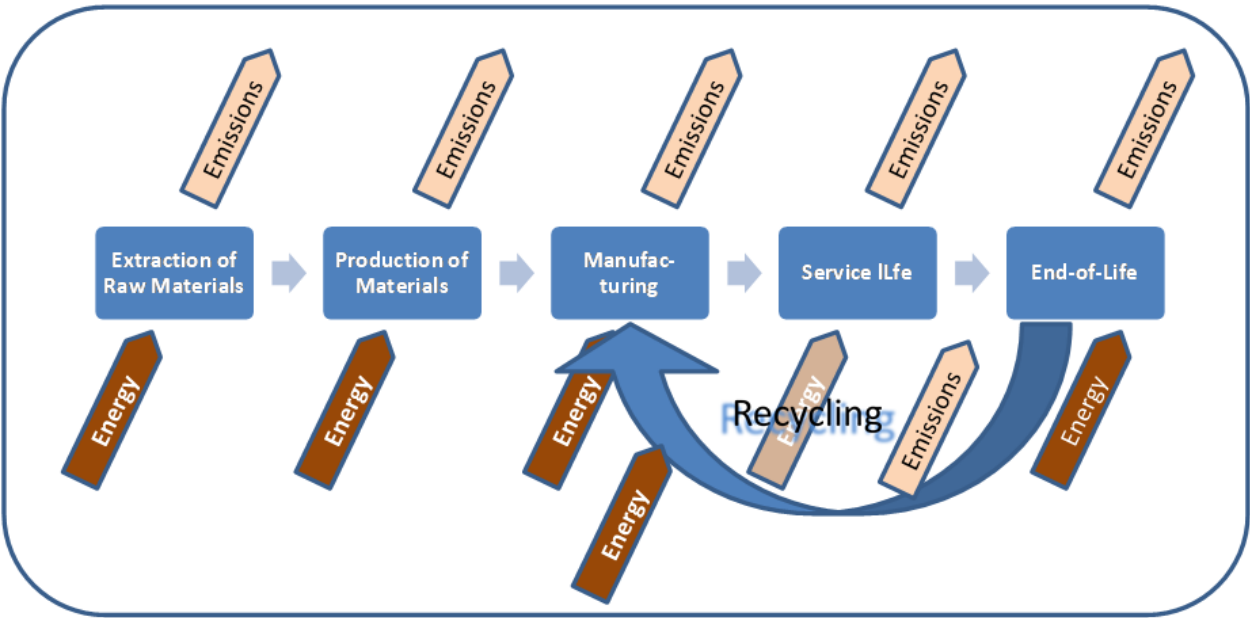 Emissions
Emissions
Emissions
Emissions
Emissions
Extraction of
Raw Materials
Production of
Materials
Manufac-
turing
Service lLfe
End-of-Life
Energy
Energy
Energy
Energy
Recycling
Emissions
Energy
Energy